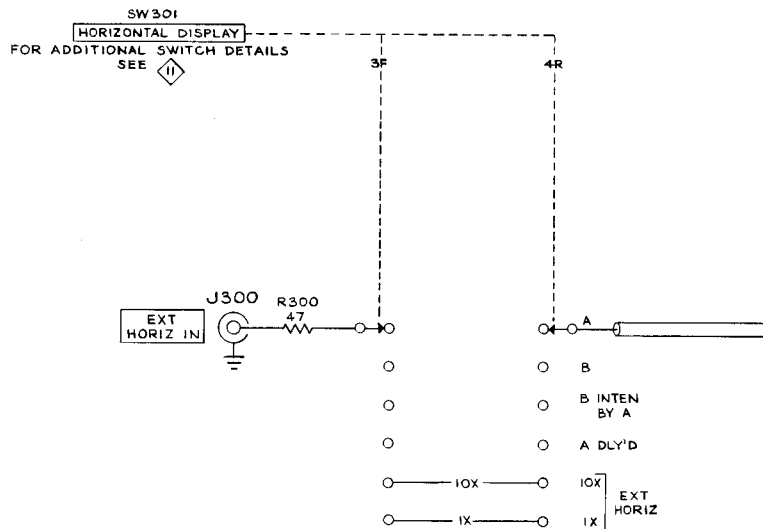 SW301
HORIZONTAL DISPLAY
FOR ADDITIONAL SWITCH DETAILS
SEE 11
3F
4R
J300
R300
47
EXT
HORIZ IN
A
B
B INTEN
BY A
A DLY'D
10X
10X
EXT
HORIZ
1X
1X